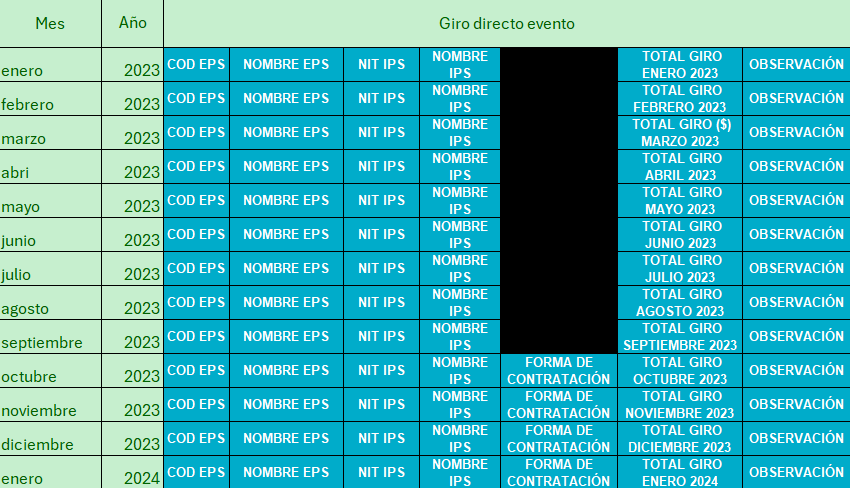 Mes Año Giro directo evento
enero 2023 COD EPS NOMBRE EPS NIT IPS NOMBRE IPS TOTAL GIRO ENERO 2023 OBSERVACIÓN
febrero 2023 COD EPS NOMBRE EPS NIT IPS NOMBRE IPS TOTAL GIRO FEBRERO 2023 OBSERVACIÓN
marzo 2023 COD EPS NOMBRE EPS NIT IPS NOMBRE IPS TOTAL GIRO ($) MARZO 2023 OBSERVACIÓN
abri 2023 COD EPS NOMBRE EPS NIT IPS NOMBRE IPS TOTAL GIRO ABRIL 2023 OBSERVACIÓN
mayo 2023 COD EPS NOMBRE EPS NIT IPS NOMBRE IPS TOTAL GIRO MAYO 2023 OBSERVACIÓN
junio 2023 COD EPS NOMBRE EPS NIT IPS NOMBRE IPS TOTAL GIRO JUNIO 2023 OBSERVACIÓN
julio 2023 COD EPS NOMBRE EPS NIT IPS NOMBRE IPS TOTAL GIRO JULIO 2023 OBSERVACIÓN
agosto 2023 COD EPS NOMBRE EPS NIT IPS NOMBRE IPS TOTAL GIRO AGOSTO 2023 OBSERVACIÓN
septiembre 2023 COD EPS NOMBRE EPS NIT IPS NOMBRE IPS TOTAL GIRO SEPTIEMBRE 2023 OBSERVACIÓN
octubre 2023 COD EPS NOMBRE EPS NIT IPS NOMBRE IPS FORMA DE CONTRATACIÓN TOTAL GIRO OCTUBRE 2023 OBSERVACIÓN
noviembre 2023 COD EPS NOMBRE EPS NIT IPS NOMBRE IPS FORMA DE CONTRATACIÓN TOTAL GIRO NOVIEMBRE 2023 OBSERVACIÓN
diciembre 2023 COD EPS NOMBRE EPS NIT IPS NOMBRE IPS FORMA DE CONTRATACIÓN TOTAL GIRO DICIEMBRE 2023 OBSERVACIÓN
enero 2024 COD EPS NOMBRE EPS NIT IPS NOMBRE IPS FORMA DE CONTRATACIÓN TOTAL GIRO ENERO 2024 OBSERVACIÓN